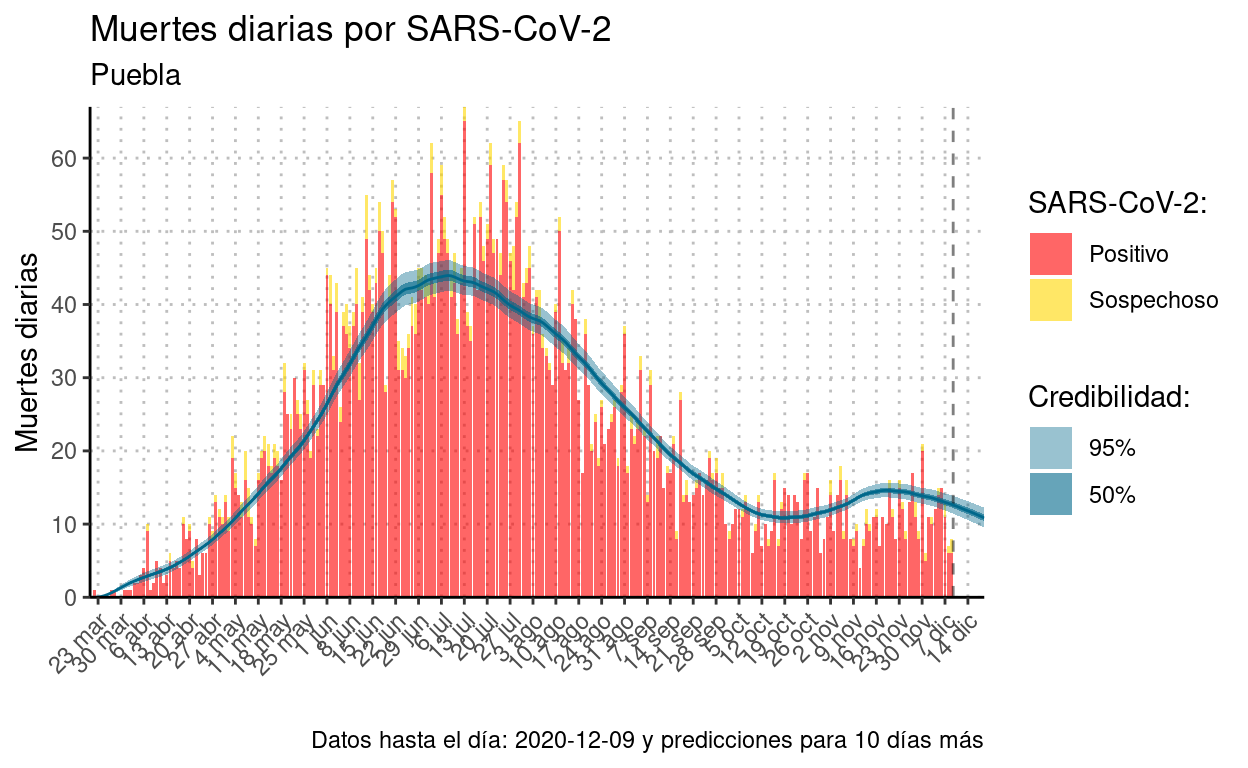 Muertes diarias por SARS-CoV-2
Puebla
Muertes diarias
60
50
40
30
20
10
0
23 mar
30 mar
6 abr
13 abr
20 abr
27 abr
4 may
11 may
18 may
25 may
1 jun
8 jun
15 jun
22 jun
29 jun
6 jul
13 jul
20 jul
27 jul
3 ago
10 ago
17 ago
24 ago
31 ago
7 sep
14 sep
21 sep
28 sep
5 oct
12 oct
19 oct
26 oct
2 nov
9 nov
16 nov
23 nov
30 nov
7 dic
14 dic
SARS-CoV-2:
Positivo
Sospechoso
Credibilidad:
95%
50%
Datos hasta el día: 2020-12-09 y predicciones para 10 días más